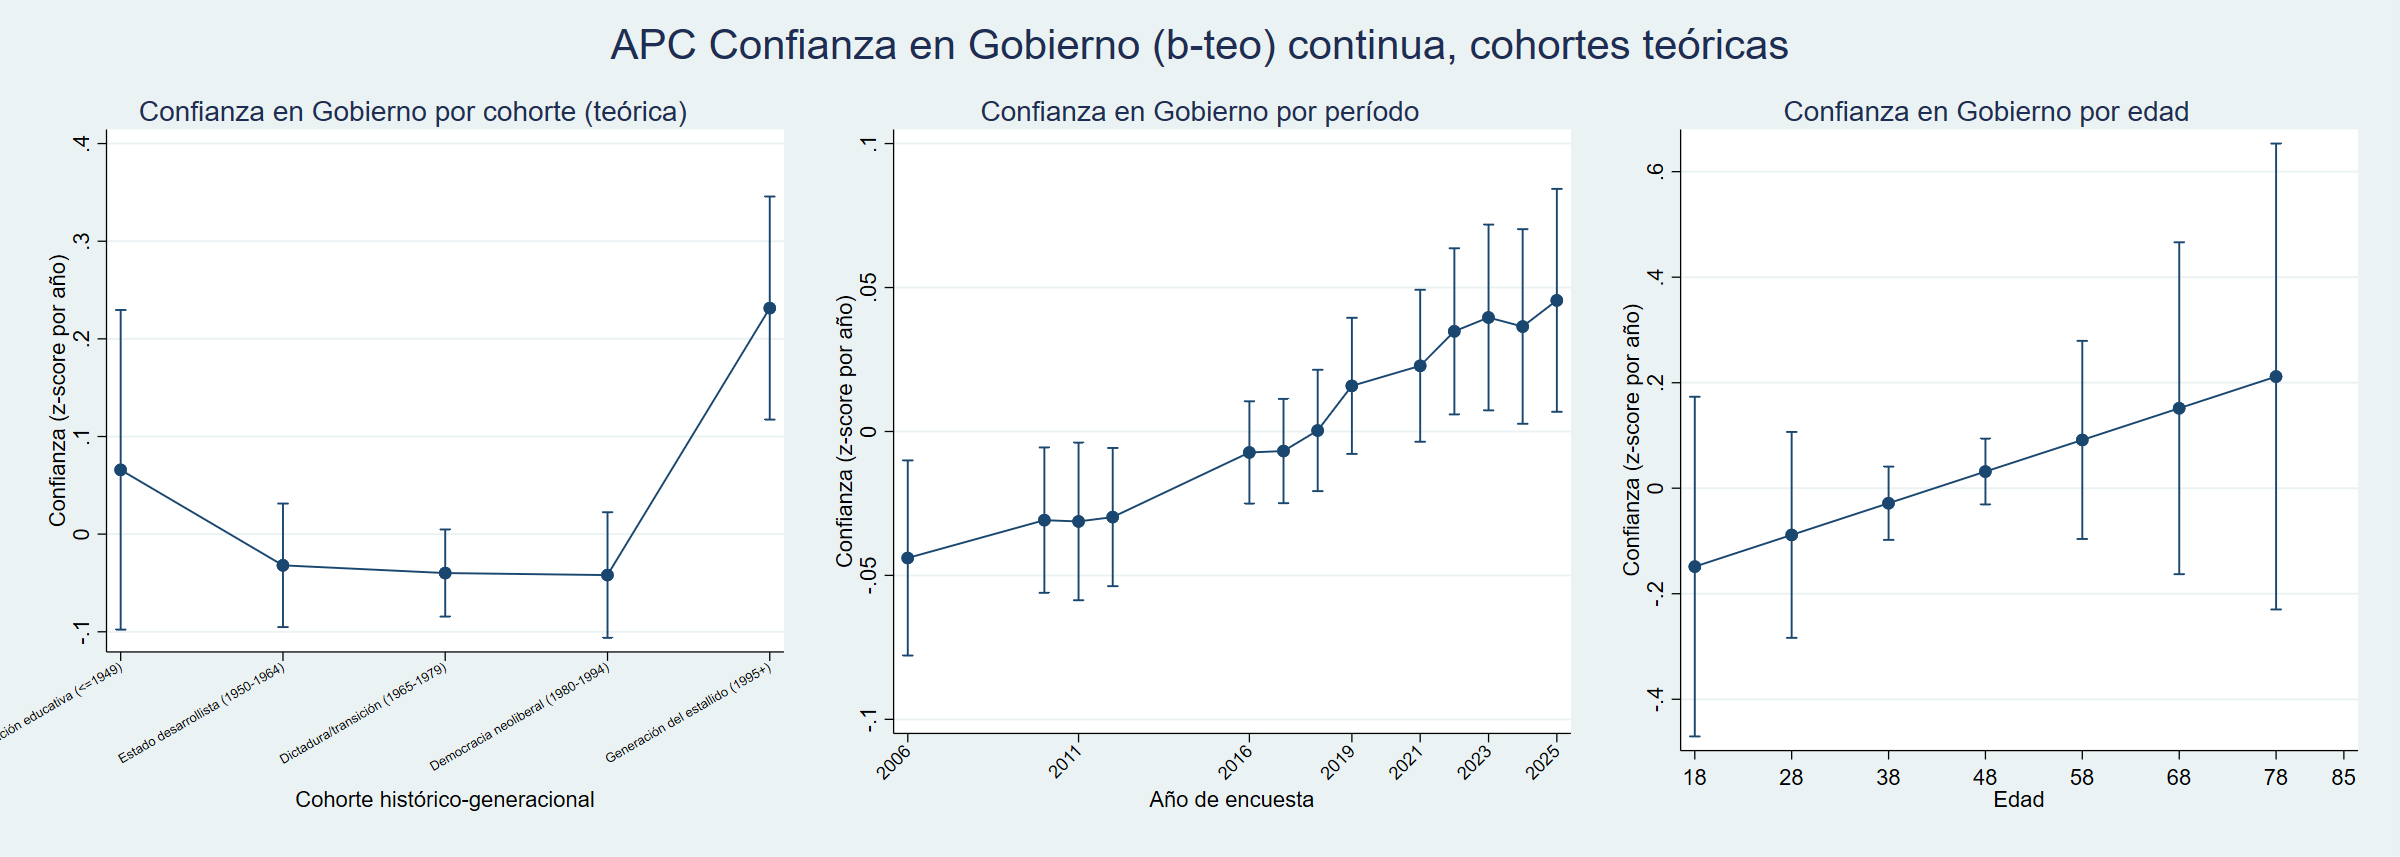 APC Confianza en Gobierno (b-teo) continua, cohortes teóricas
Confianza en Gobierno por cohorte (teórica)
Confianza (z-score por año)
.4
.3
.2
.1
0
-.1
educativa (<=1949)
Estado desarrollista (1950-1964)
Dictadura/transición (1965-1979)
Democracia neoliberal (1980-1994)
Generación del estallido (1995+)
Cohorte histórico-generacional
Confianza en Gobierno por período
Confianza (z-score por año)
.1
.05
0
-.05
-.1
2006
2011
2016
2019
2021
2023
2025
Año de encuesta
Confianza en Gobierno por edad
Confianza (z-score por año)
.6
.4
.2
0
-.2
-.4
18
28
38
48
58
68
78
85
Edad